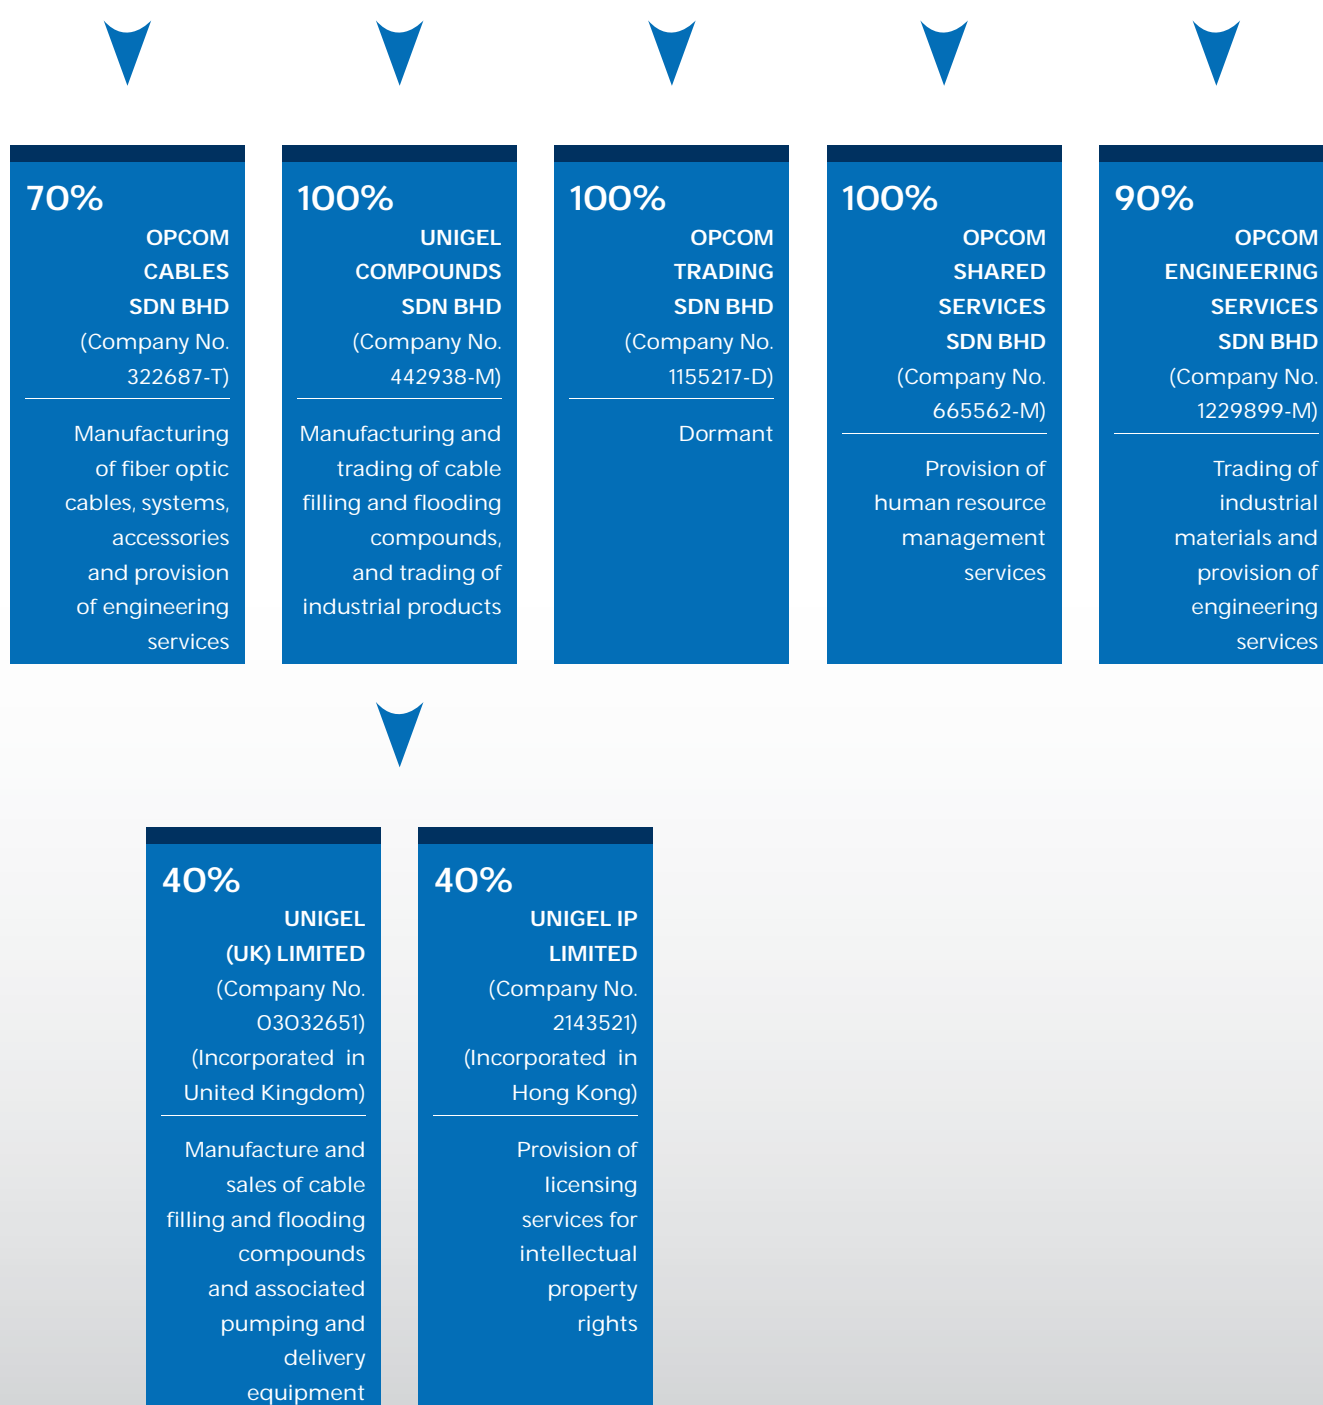 70%
OPCOM
CABLES
SDN BHD
(Company No.
322687-T)
Manufacturing
of fiber optic
cables, systems,
accessories
and provision
of engineering
services
100%
UNIGEL
COMPOUNDS
SDN BHD
(Company No.
442938-M)
Manufacturing and
trading of cable
filling and flooding
compounds,
and trading of
industrial products
100%
OPCOM
TRADING
SDN BHD
(Company No.
1155217-D)
Dormant
100%
OPCOM
SHARED
SERVICES
SDN BHD
(Company No.
665562-M)
Provision of
human resource
management
services
90%
OPCOM
ENGINEERING
SERVICES
SDN BHD
(Company No.
1229899-M)
Trading of
industrial
materials and
provision of
engineering
services
40%
UNIGEL
(UK) LIMITED
(Company No.
03032651)
(Incorporated in
United Kingdom)
Manufacture and
sales of cable
filling and flooding
compounds
and associated
pumping and
delivery
equipment
40%
UNIGEL IP
LIMITED
(Company No.
2143521)
(Incorporated in
Hong Kong)
Provision of
licensing
services for
intellectual
property
rights